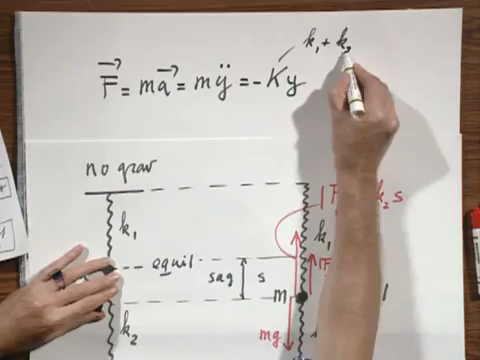 k₁ + k₂
F⃗ = ma⃗ = mÿ = -Ky
no grav
k₂ s
k₁
k₁
equil
sag s
m
mg
k₂